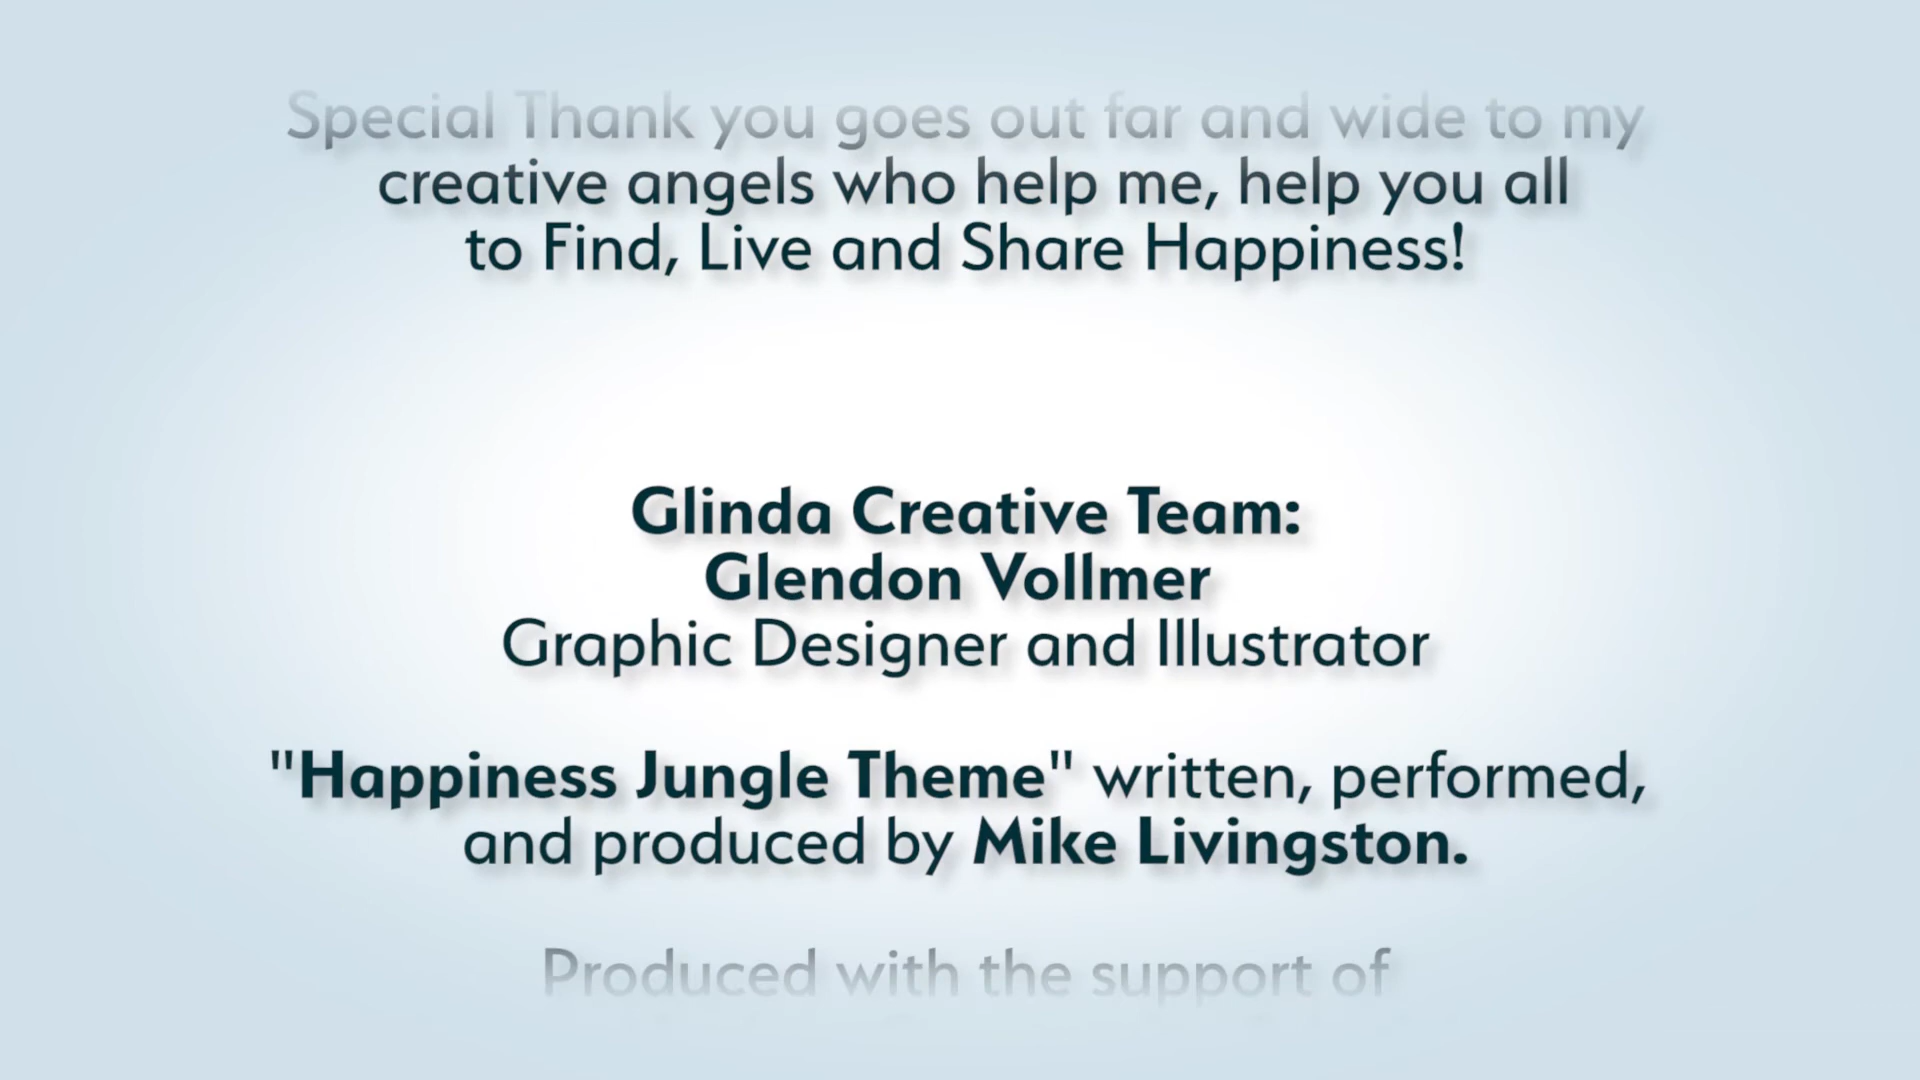 Special Thank you goes out far and wide to my
creative angels who help me, help you all
to Find, Live and Share Happiness!
Glinda Creative Team:
Glendon Vollmer
Graphic Designer and Illustrator
"Happiness Jungle Theme" written, performed,
and produced by Mike Livingston.
Produced with the support of